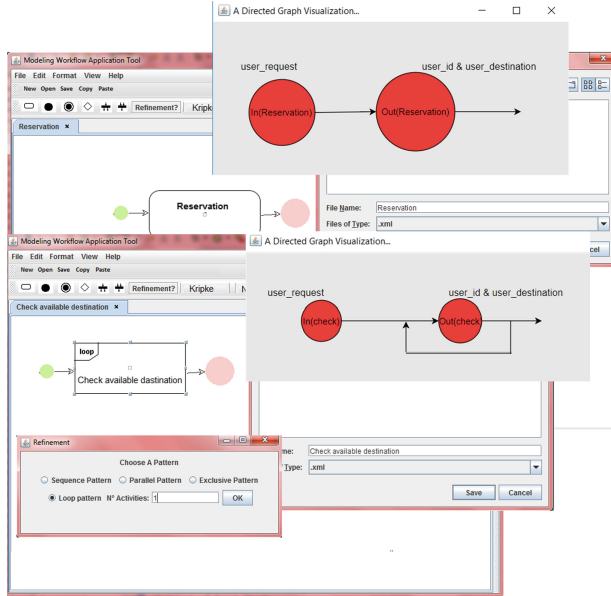 A Directed Graph Visualization...
user_request
user_id & user_destination
In(Reservation)
Out(Reservation)
Modeling Workflow Application Tool
File Edit Format View Help
New Open Save Copy Paste
Refinement? Kripke
Reservation
Reservation
File Name: Reservation
Files of Type: .xml
cel
Modeling Workflow Application Tool
File Edit Format View Help
New Open Save Copy Paste
Refinement? Kripke N
Check available destination
loop
Check available dastination
A Directed Graph Visualization...
user_request
user_id & user_destination
In(check)
Out(check
me: Check available destination
Type: .xml
Save Cancel
Refinement
Choose A Pattern
Sequence Pattern Parallel Pattern Exclusive Pattern
Loop pattern N° Activities: 1 OK